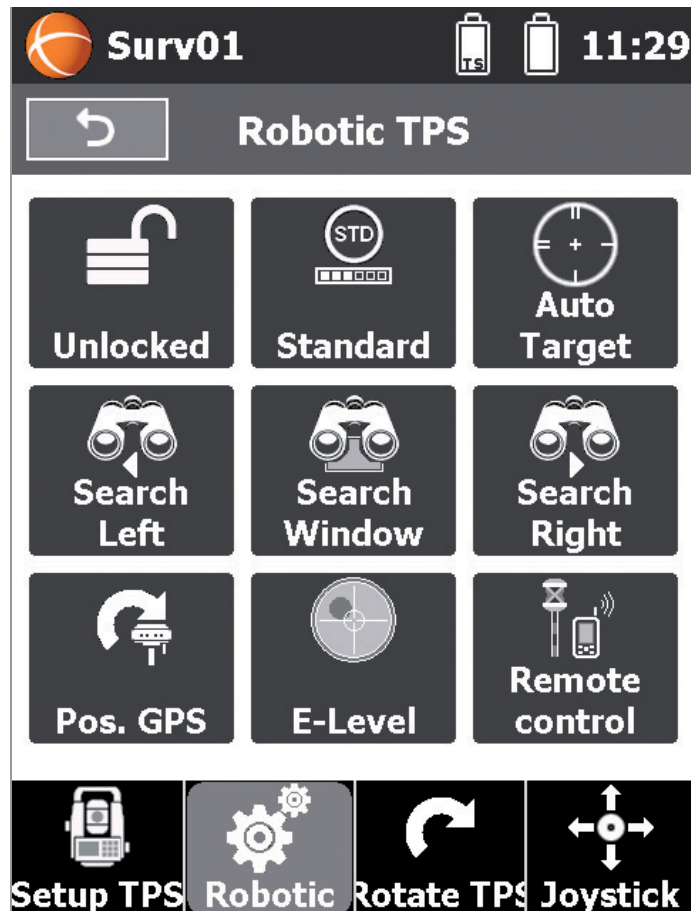 Surv01
TS
11:29
Robotic TPS
Unlocked
STD
Standard
Auto
Target
Search
Left
Search
Window
Search
Right
Pos. GPS
E-Level
Remote
control
Setup TPS
Robotic
Rotate TPS
Joystick